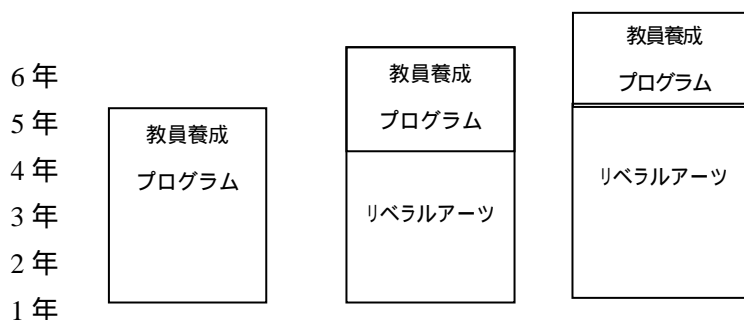 6 年
5 年
4 年
3 年
2 年
1 年
教員養成
プログラム
教員養成
プログラム
リベラルアーツ
教員養成
プログラム
リベラルアーツ